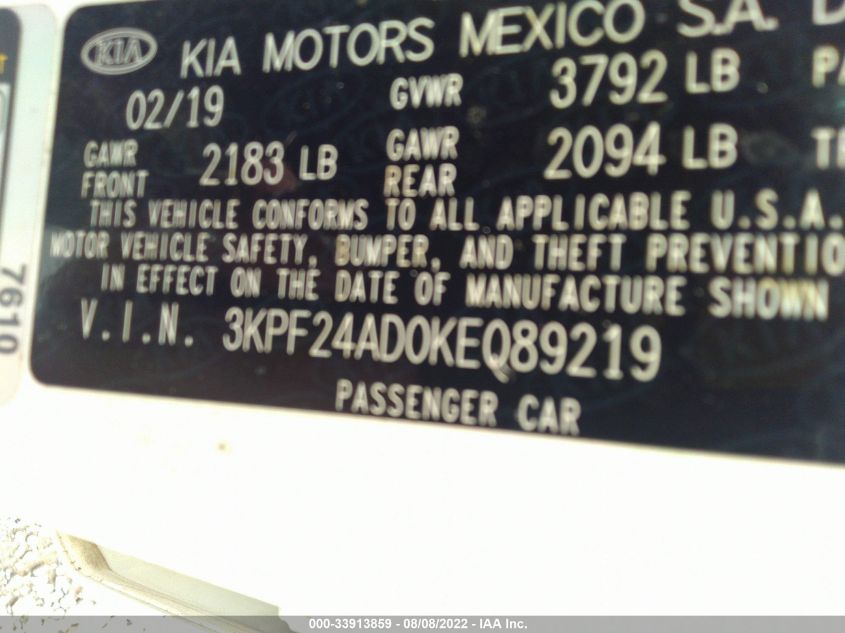 KIA KIA MOTORS MEXICO S.A. D
02/19 GVWR 3792 LB
GAWR FRONT 2183 LB GAWR REAR 2094 LB
THIS VEHICLE CONFORMS TO ALL APPLICABLE U.S.A.
MOTOR VEHICLE SAFETY, BUMPER, AND THEFT PREVENTIO
IN EFFECT ON THE DATE OF MANUFACTURE SHOWN
V.I.N. 3KPF24AD0KE089219
PASSENGER CAR
7610
000-33913859 - 08/08/2022 - IAA Inc.